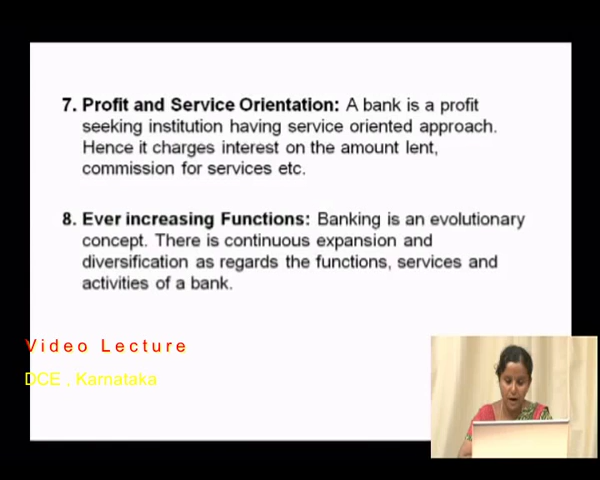 7. Profit and Service Orientation: A bank is a profit
seeking institution having service oriented approach.
Hence it charges interest on the amount lent,
commission for services etc.
8. Ever increasing Functions: Banking is an evolutionary
concept. There is continuous expansion and
diversification as regards the functions, services and
activities of a bank.
Video Lecture
DCE , Karnataka